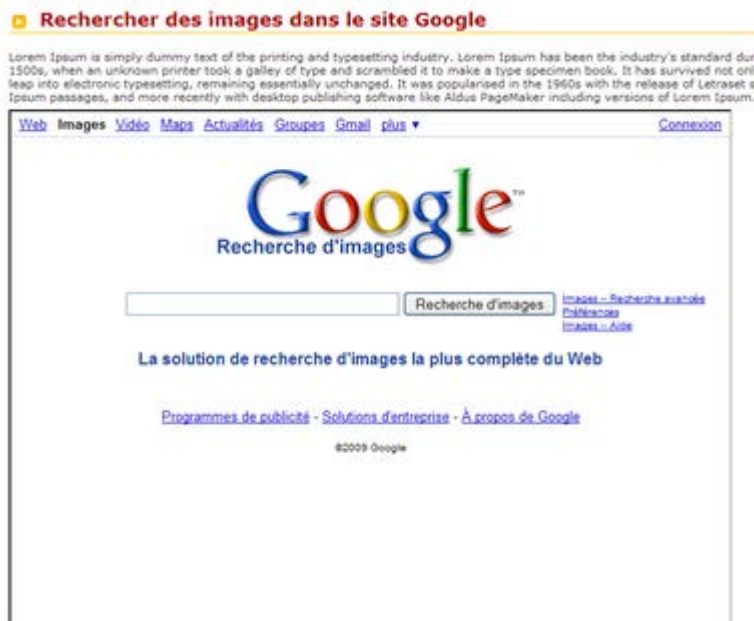 Rechercher des images dans le site Google
Lorem Ipsum is simply dummy text of the printing and typesetting industry. Lorem Ipsum has been the industry's standard dur
1500s, when an unknown printer took a galley of type and scrambled it to make a type specimen book. It has survived not on
leap into electronic typesetting, remaining essentially unchanged. It was popularised in the 1960s with the release of Letraset s
Ipsum passages, and more recently with desktop publishing software like Aldus PageMaker including versions of Lorem Ipsum.
Web Images Vidéo Maps Actualités Groupes Gmail plus ▼ Connexion
Google™
Recherche d'images
Recherche d'images
Images – Recherche avancée
Préférences
Images – Aide
La solution de recherche d'images la plus complète du Web
Programmes de publicité - Solutions d'entreprise - À propos de Google
©2009 Google